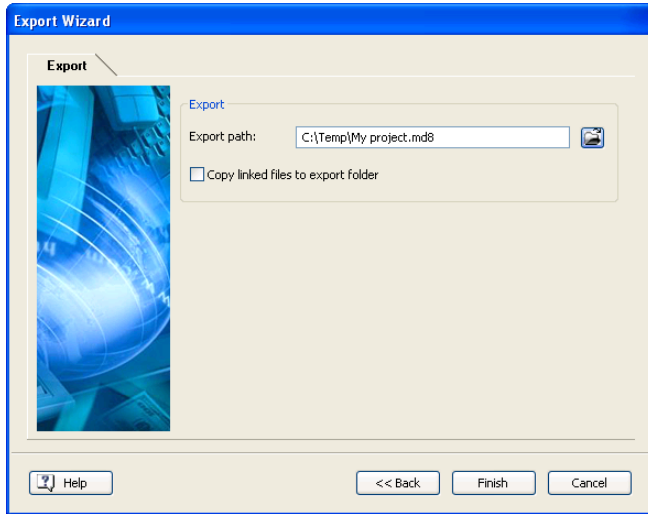 Export Wizard
Export
Export
Export path: C:\Temp\My project.md8
Copy linked files to export folder
Help << Back Finish Cancel